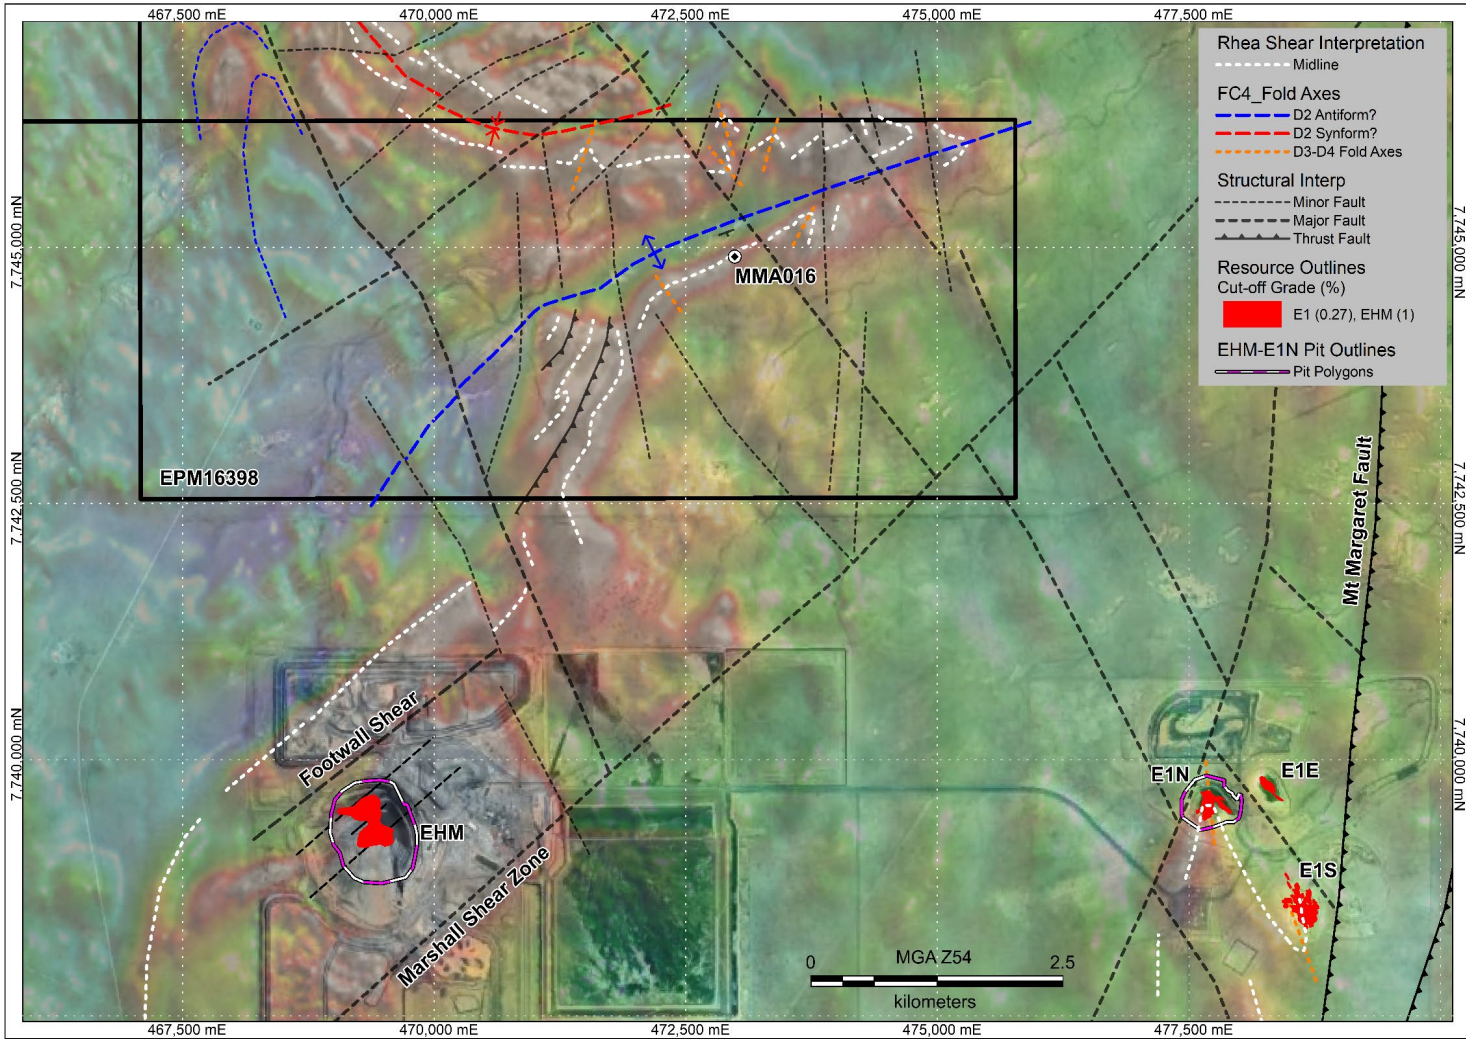 467,500 mE
470,000 mE
472,500 mE
475,000 mE
477,500 mE
Rhea Shear Interpretation
Midline
FC4_Fold Axes
D2 Antiform?
D2 Synform?
D3-D4 Fold Axes
Structural Interp
Minor Fault
Major Fault
Thrust Fault
Resource Outlines
Cut-off Grade (%)
E1 (0.27), EHM (1)
EHM-E1N Pit Outlines
Pit Polygons
7,745,000 mN
7,745,000 mN
MMA016
EPM16398
7,742,500 mN
7,742,500 mN
Mt Margaret Fault
Footwall Shear
7,740,000 mN
7,740,000 mN
E1N
E1E
EHM
E1S
Marshall Shear Zone
MGA Z54
0
2.5
kilometers
467,500 mE
470,000 mE
472,500 mE
475,000 mE
477,500 mE